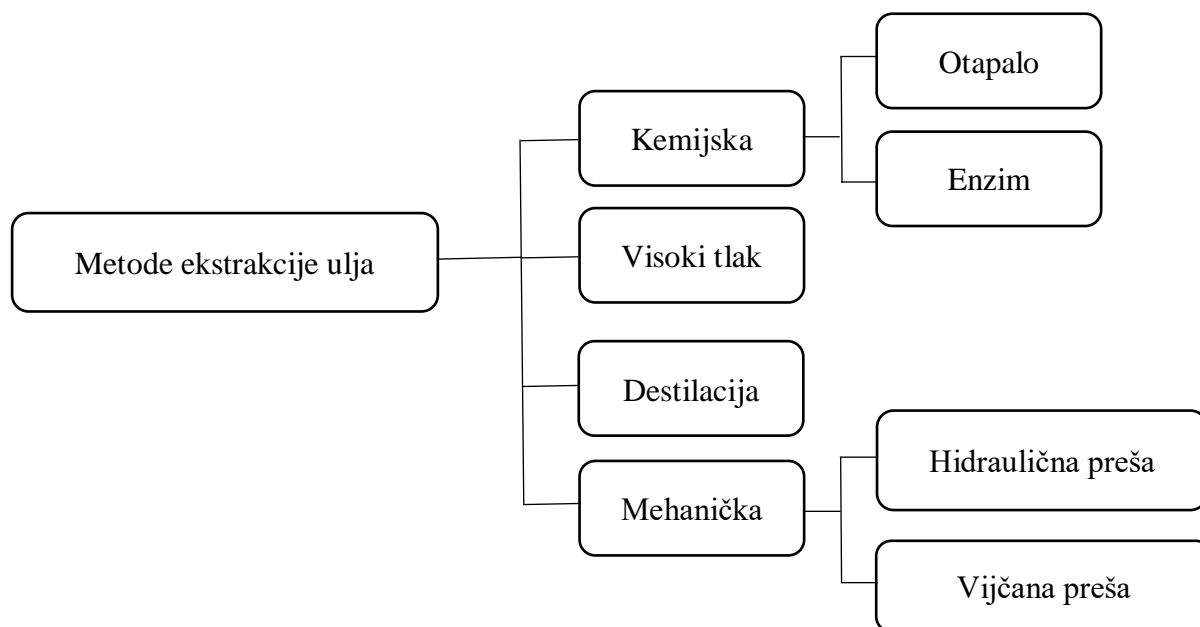 Metode ekstrakcije ulja
Kemijska
Otapalo
Enzim
Visoki tlak
Destilacija
Mehanička
Hidraulična preša
Vijčana preša